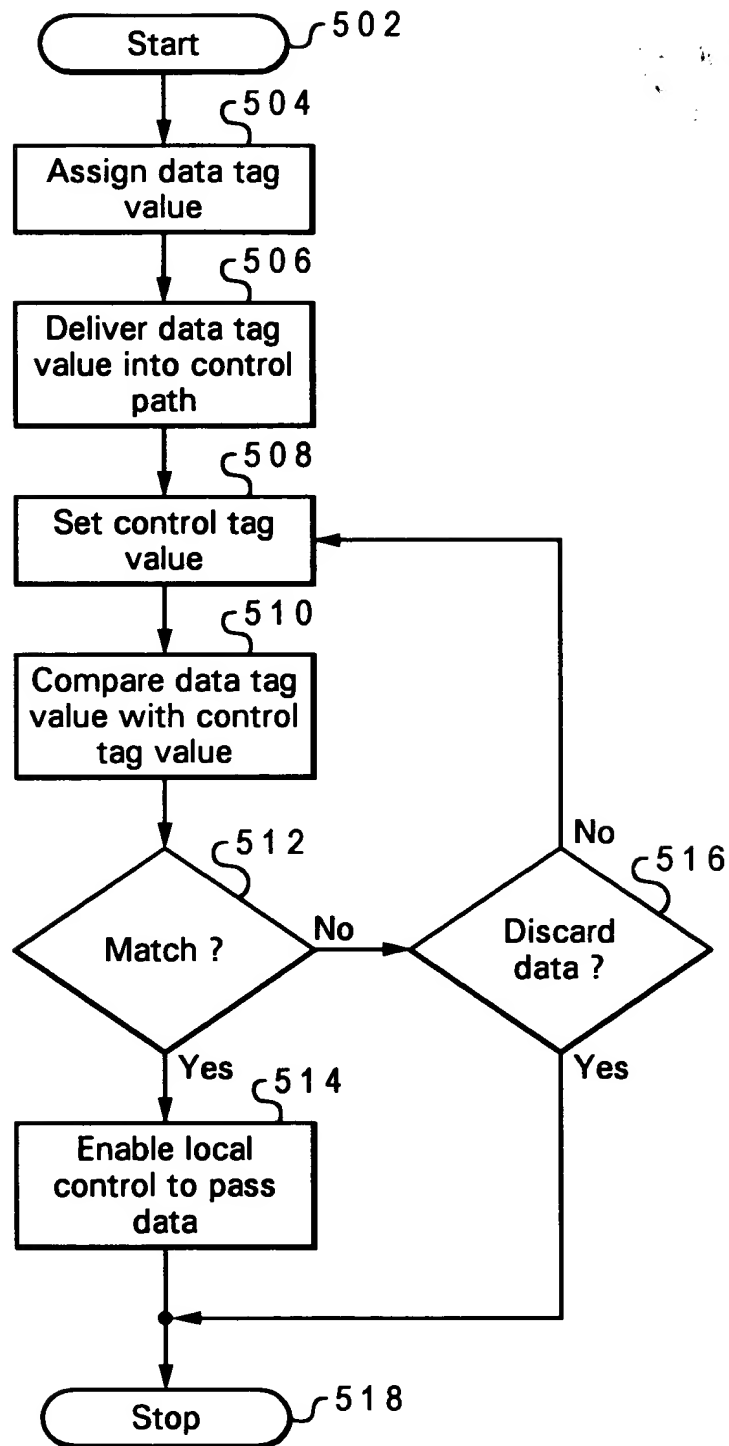 Start
502
504
Assign data tag
value
506
Deliver data tag
value into control
path
508
Set control tag
value
510
Compare data tag
value with control
tag value
512
Match ?
No
Yes
514
Enable local
control to pass
data
No
516
Discard
data ?
Yes
Stop
518